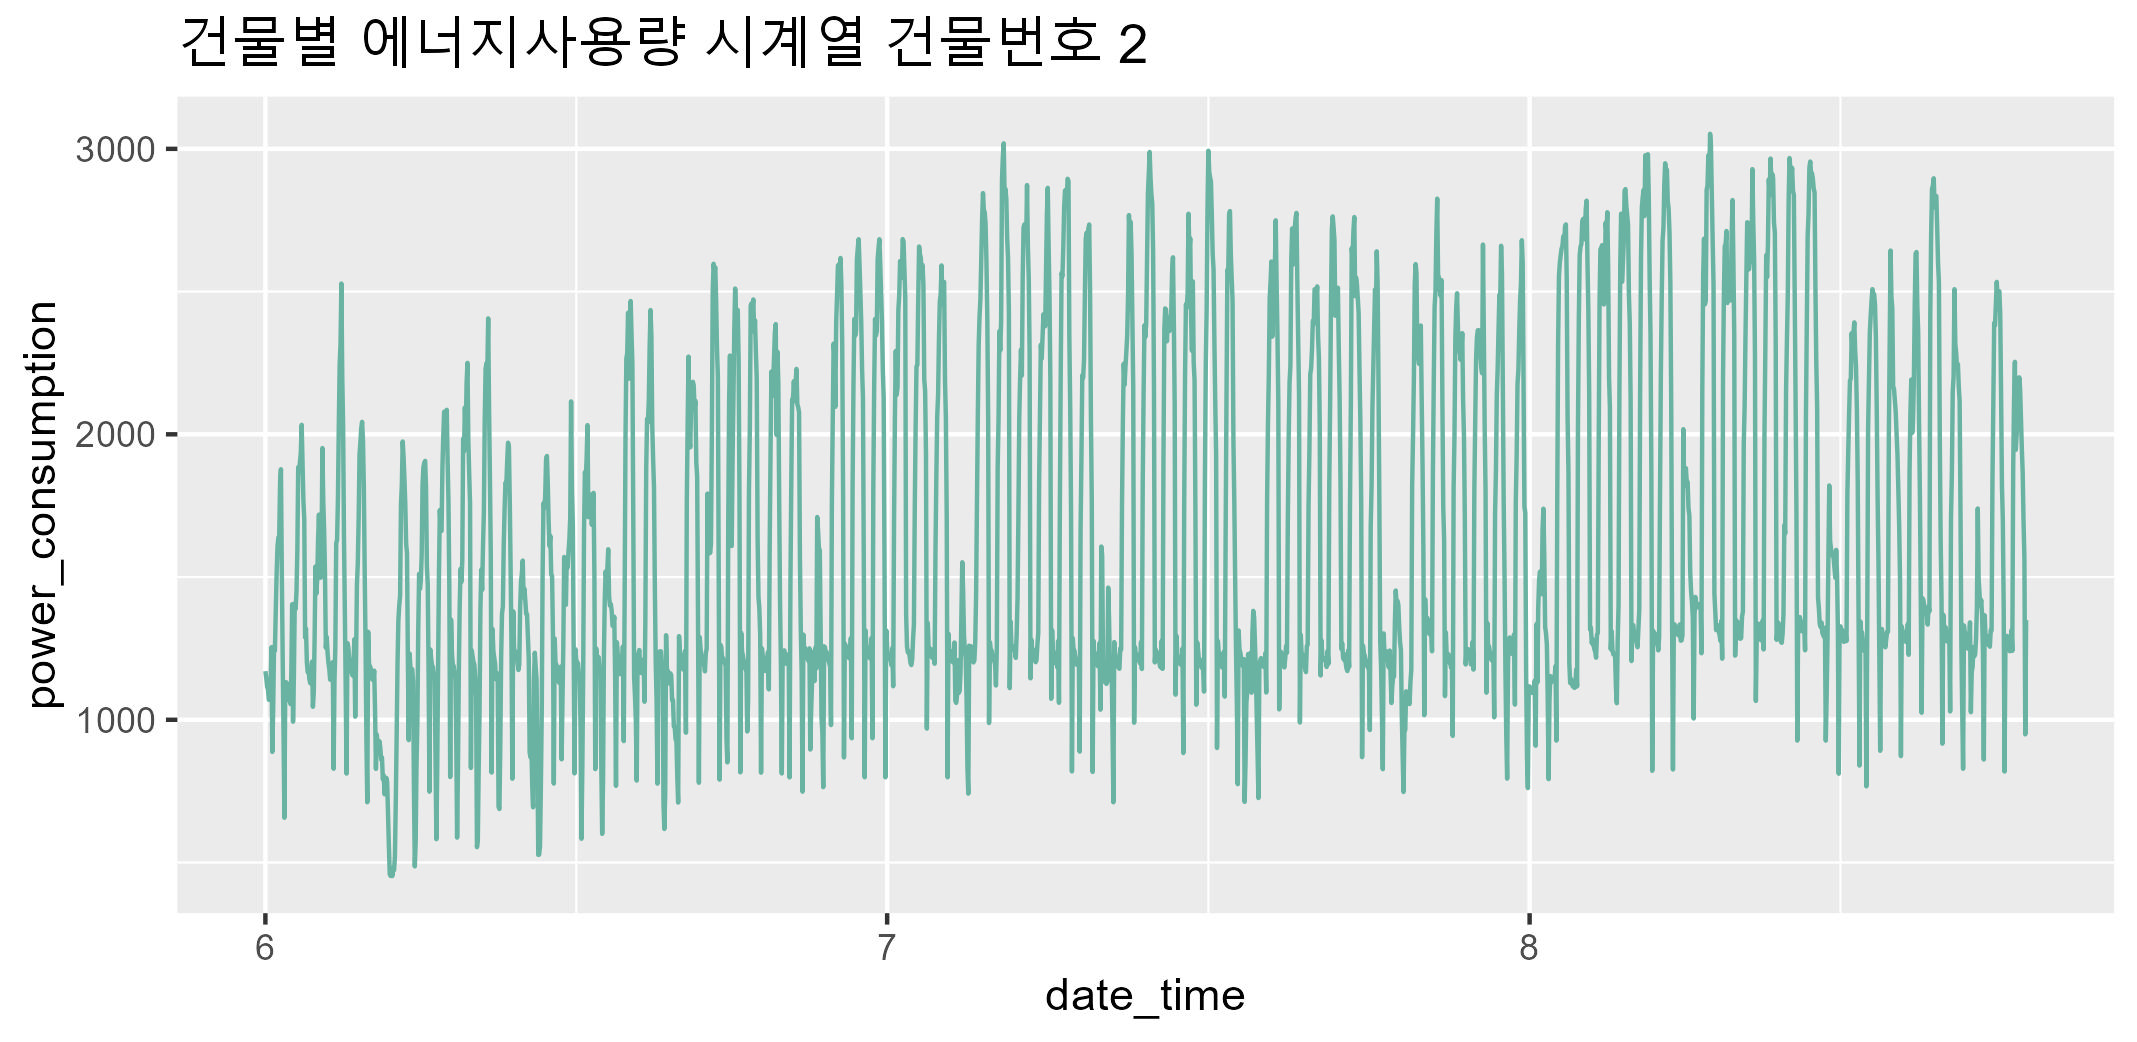 건물별 에너지사용량 시계열 건물번호 2
power_consumption
3000
2000
1000
6 7 8
date_time